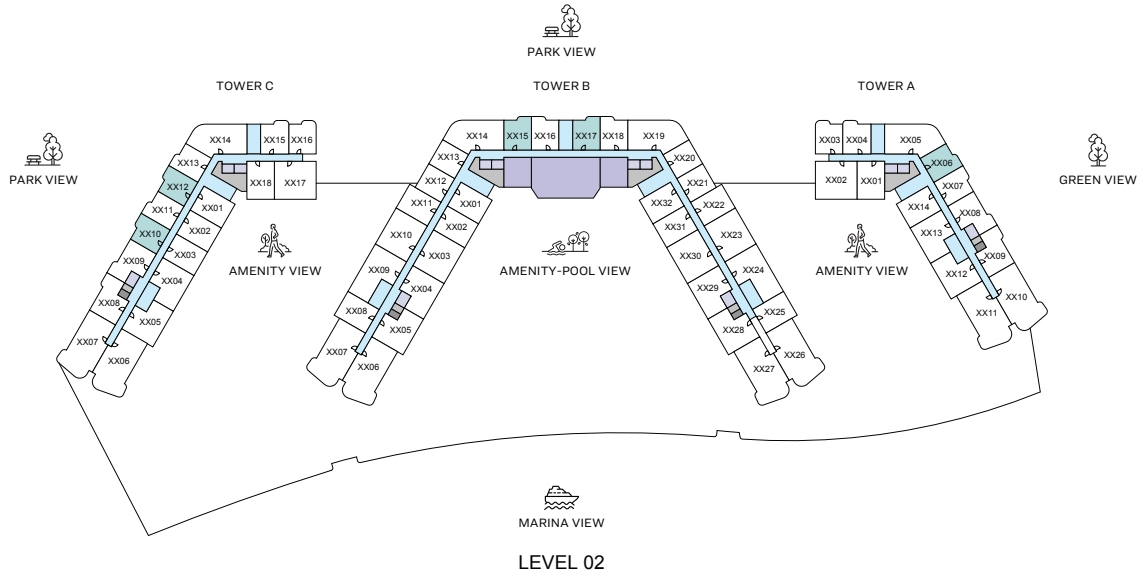 PARK VIEW
TOWER C
TOWER B
TOWER A
PARK VIEW
GREEN VIEW
XX14
XX15
XX16
XX13
XX12
XX11
XX10
XX09
XX08
XX07
XX06
XX05
XX04
XX03
XX02
XX01
XX18
XX17
XX14
XX15
XX16
XX17
XX18
XX19
XX13
XX12
XX11
XX10
XX09
XX08
XX07
XX06
XX05
XX04
XX03
XX02
XX01
XX20
XX21
XX22
XX23
XX24
XX25
XX26
XX27
XX28
XX29
XX30
XX31
XX32
XX03
XX04
XX05
XX02
XX01
XX06
XX07
XX08
XX09
XX10
XX11
XX12
XX13
XX14
AMENITY VIEW
AMENITY-POOL VIEW
AMENITY VIEW
MARINA VIEW
LEVEL 02